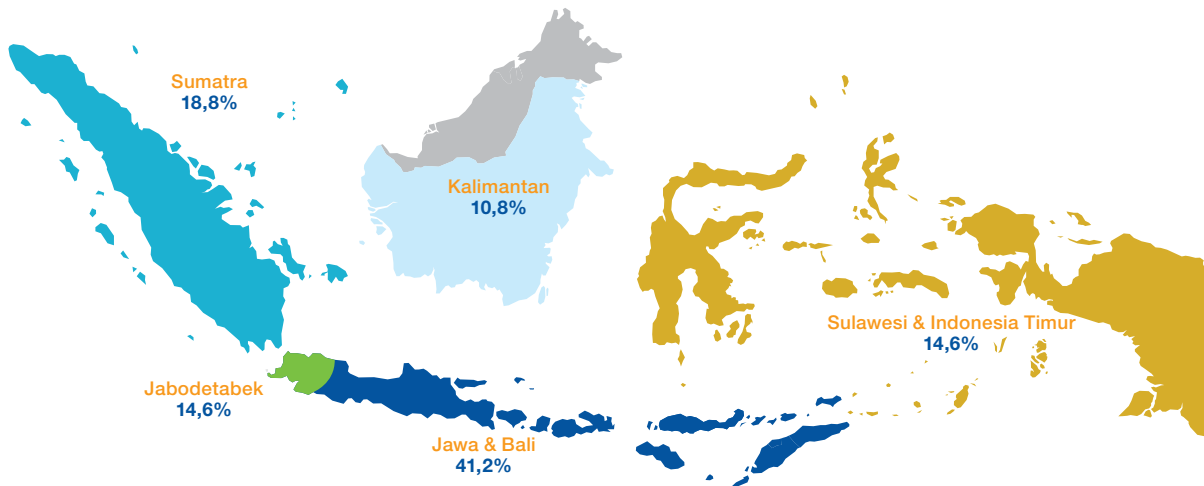 Sumatra
18,8%
Kalimantan
10,8%
Sulawesi & Indonesia Timur
14,6%
Jabodetabek
14,6%
Jawa & Bali
41,2%